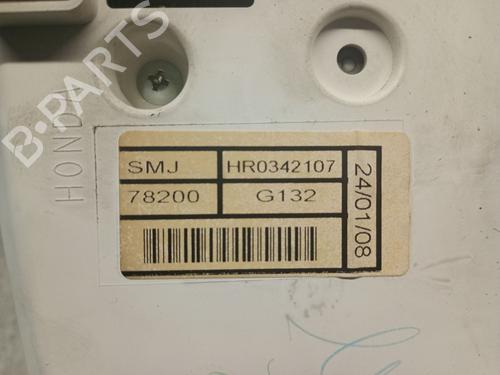 B-PARTS
HONDA
SMJ HR0342107
78200 G132
24/01/08